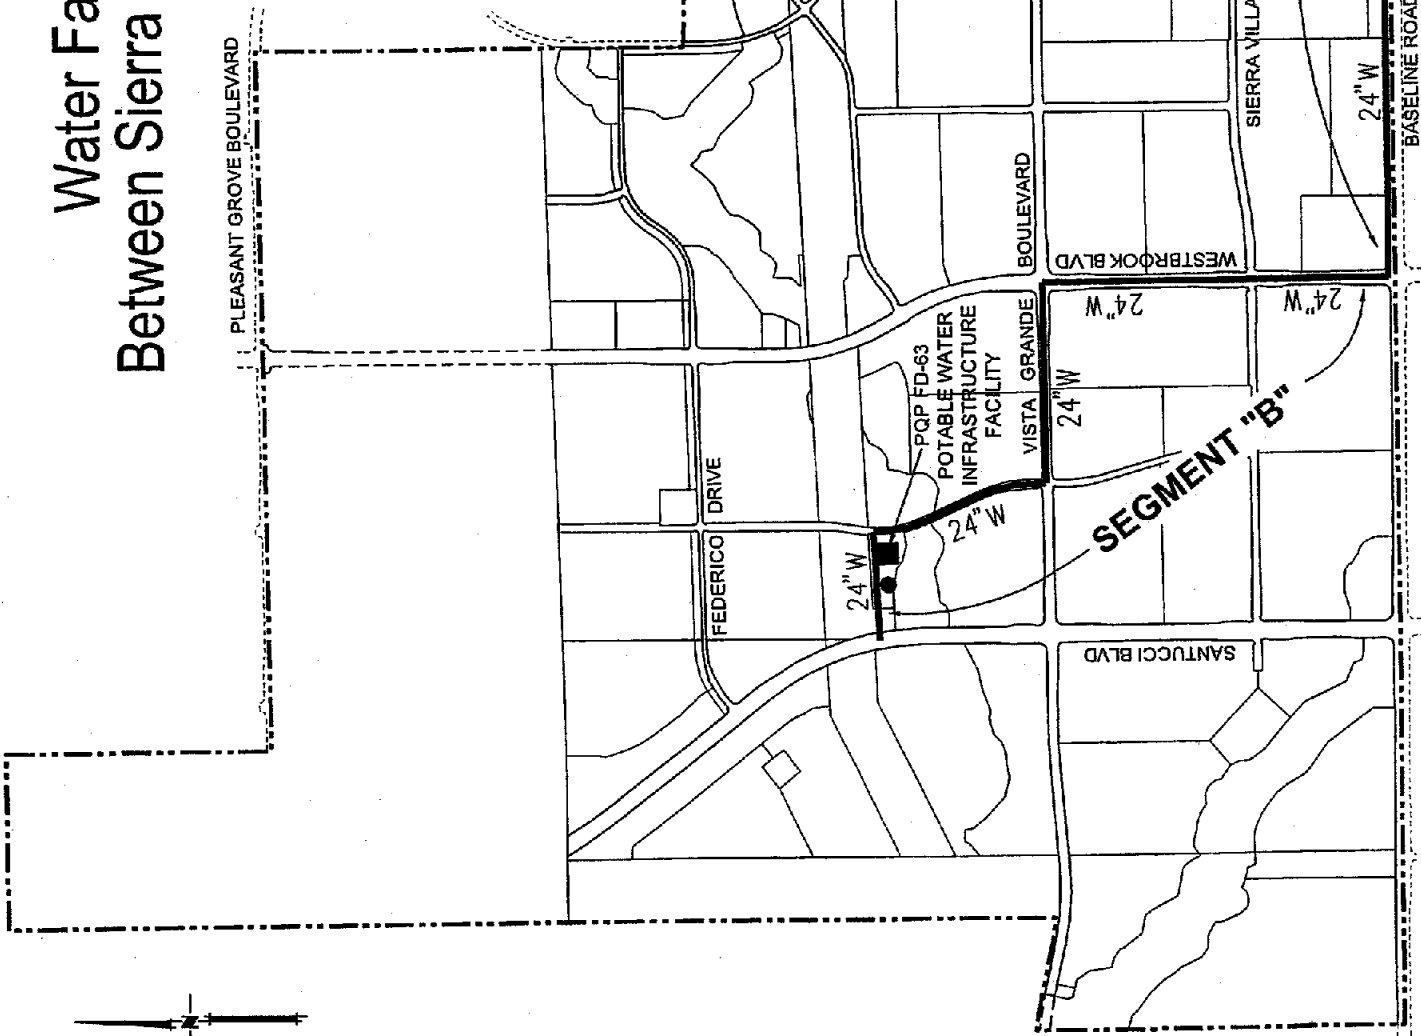 Water Fa
Between Sierra
PLEASANT GROVE BOULEVARD
SIERRA VILLA
24"W
BASELINE ROAD
BOULEVARD
WESTBROOK BLVD
24"W
24"W
PQP FD-63
POTABLE WATER
INFRASTRUCTURE
FACILITY
VISTA GRANDE
24"W
SEGMENT "B"
FEDERICO DRIVE
24"W
24"W
SANTUCCI BLVD
Z